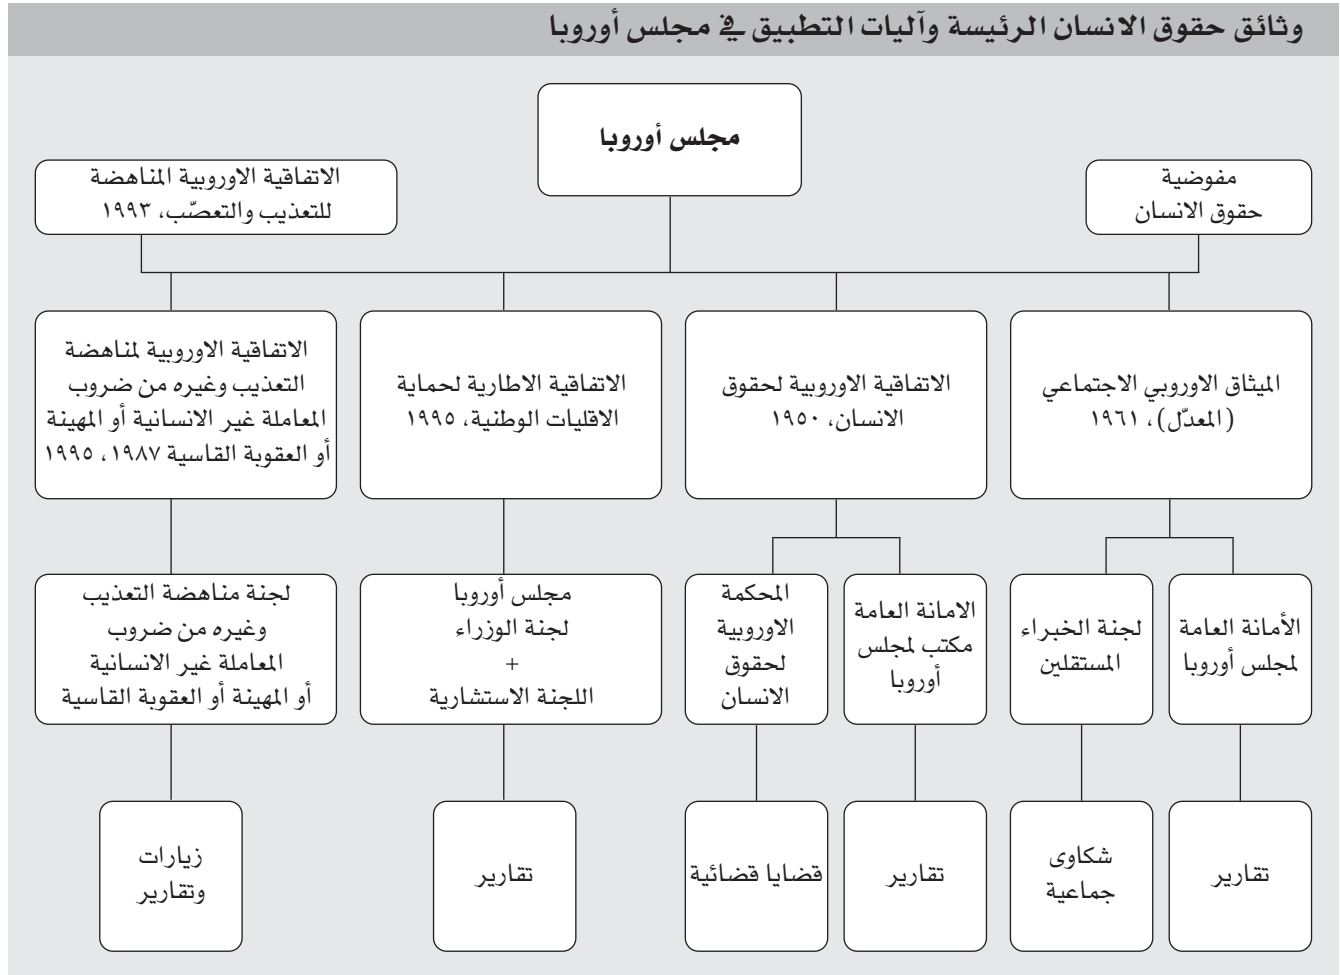 وثائق حقوق الانسان الرئيسة وآليات التطبيق في مجلس أوروبا
مجلس أوروبا
مفوضية
حقوق الانسان
الاتفاقية الاوروبية المناهضة
للتعذيب والتعصّب، ١٩٩٣
الميثاق الاوروبي الاجتماعي
(المعدّل)، ١٩٦١
الاتفاقية الاوروبية لحقوق
الانسان، ١٩٥٠
الاتفاقية الاطارية لحماية
الاقليات الوطنية، ١٩٩٥
الاتفاقية الاوروبية لمناهضة
التعذيب وغيره من ضروب
المعاملة غير الانسانية أو المهينة
أو العقوبة القاسية ١٩٨٧، ١٩٩٥
الأمانة العامة
لمجلس أوروبا
لجنة الخبراء
المستقلين
الامانة العامة
مكتب لمجلس
أوروبا
المحكمة
الاوروبية
لحقوق
الانسان
مجلس أوروبا
لجنة الوزراء
+
اللجنة الاستشارية
لجنة مناهضة التعذيب
وغيره من ضروب
المعاملة غير الانسانية
أو المهينة أو العقوبة القاسية
تقارير
شكاوى
جماعية
تقارير
قضايا قضائية
تقارير
زيارات
وتقارير